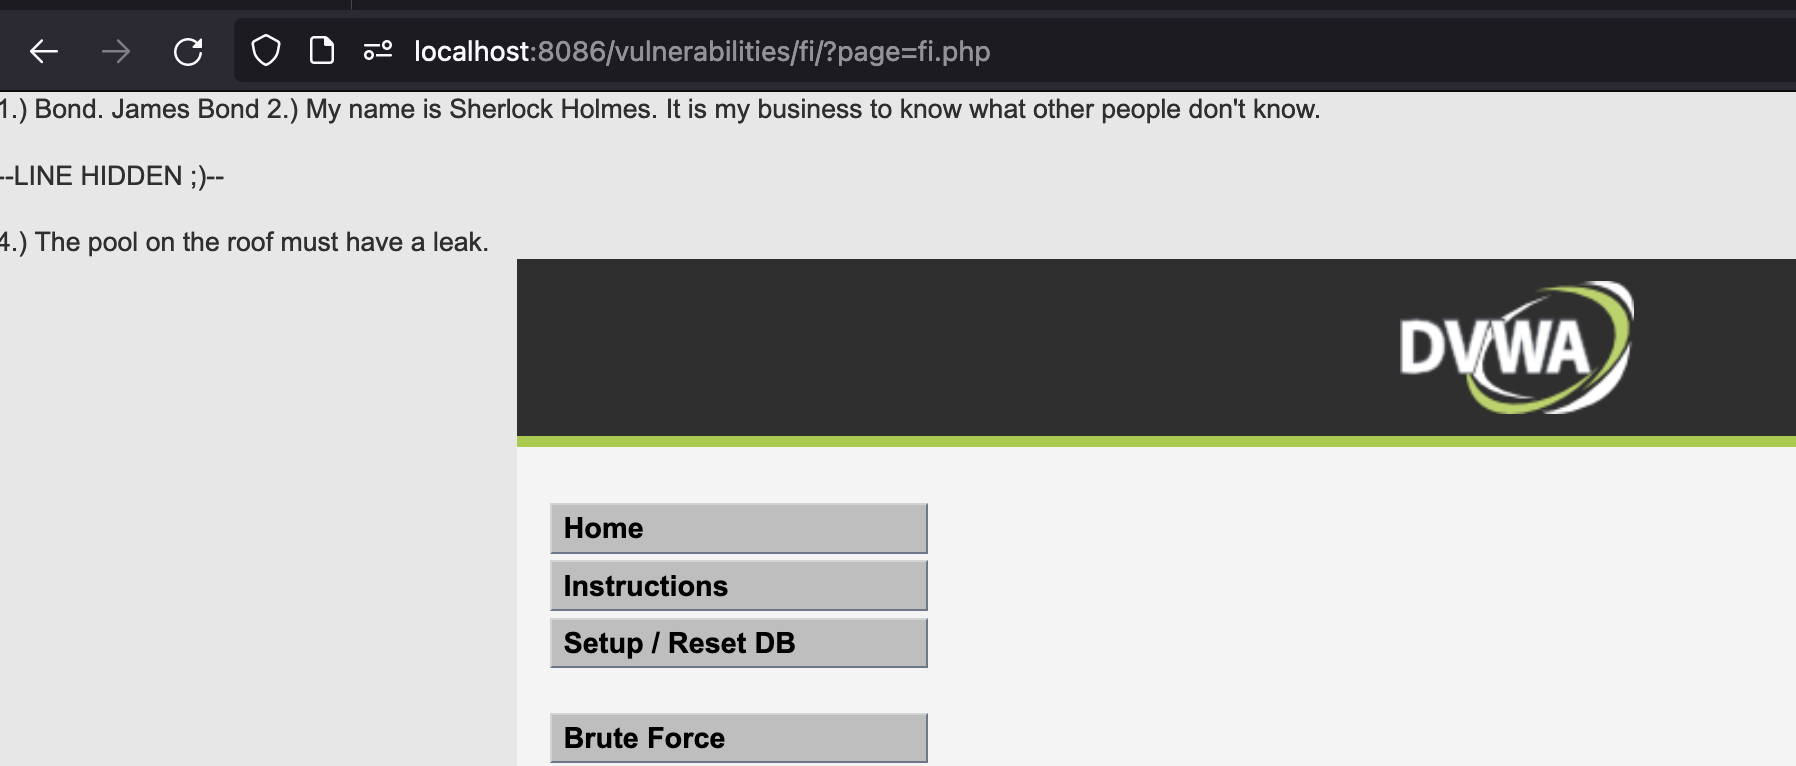 localhost:8086/vulnerabilities/fi/?page=fi.php
1.) Bond. James Bond 2.) My name is Sherlock Holmes. It is my business to know what other people don't know.
--LINE HIDDEN ;)--
4.) The pool on the roof must have a leak.
DVWA
Home
Instructions
Setup / Reset DB
Brute Force